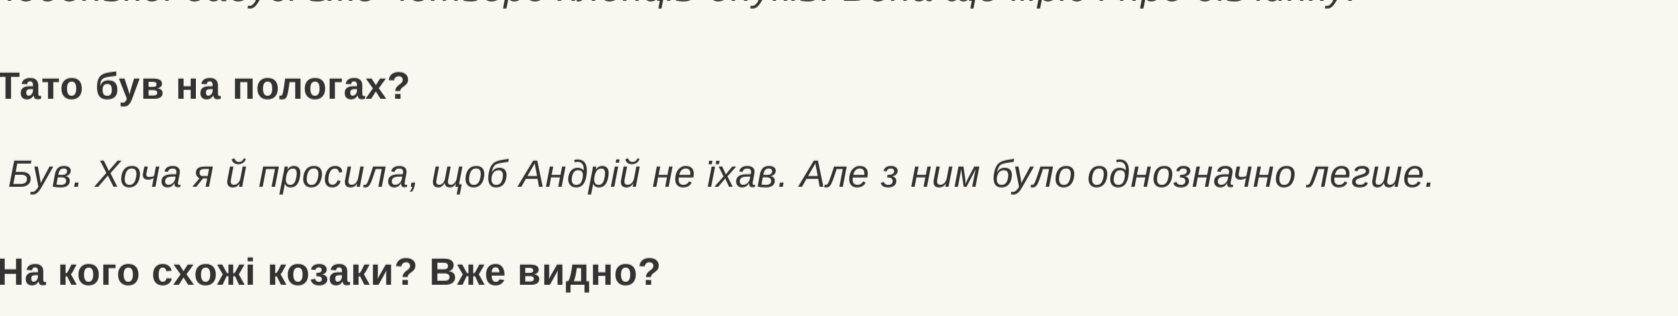 Тато був на пологах?
Був. Хоча я й просила, щоб Андрій не їхав. Але з ним було однозначно легше.
На кого схожі козаки? Вже видно?